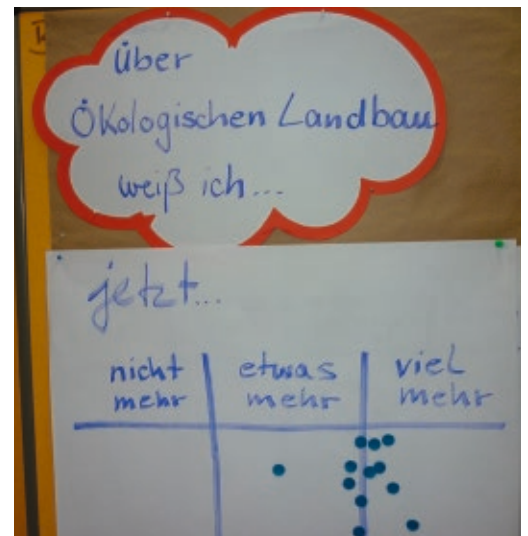 Über
Ökologischen Landbau
weiß ich...
jetzt...
nicht etwas viel
mehr mehr mehr